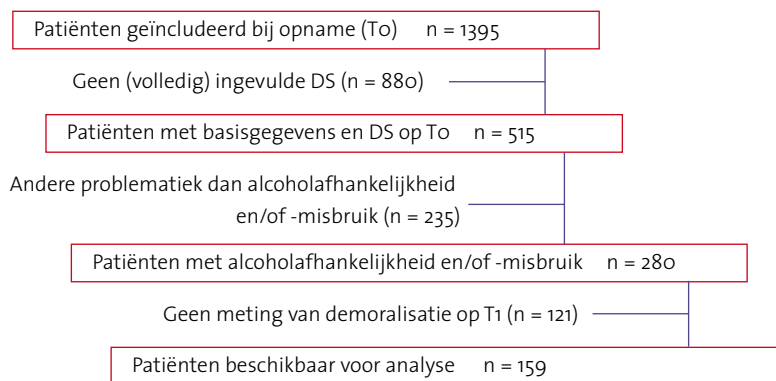 Patiënten geïncludeerd bij opname (T0) n = 1395
Geen (volledig) ingevulde DS (n = 880)
Patiënten met basisgegevens en DS op T0 n = 515
Andere problematiek dan alcoholafhankelijkheid
en/of -misbruik (n = 235)
Patiënten met alcoholafhankelijkheid en/of -misbruik n = 280
Geen meting van demoralisatie op T1 (n = 121)
Patiënten beschikbaar voor analyse n = 159